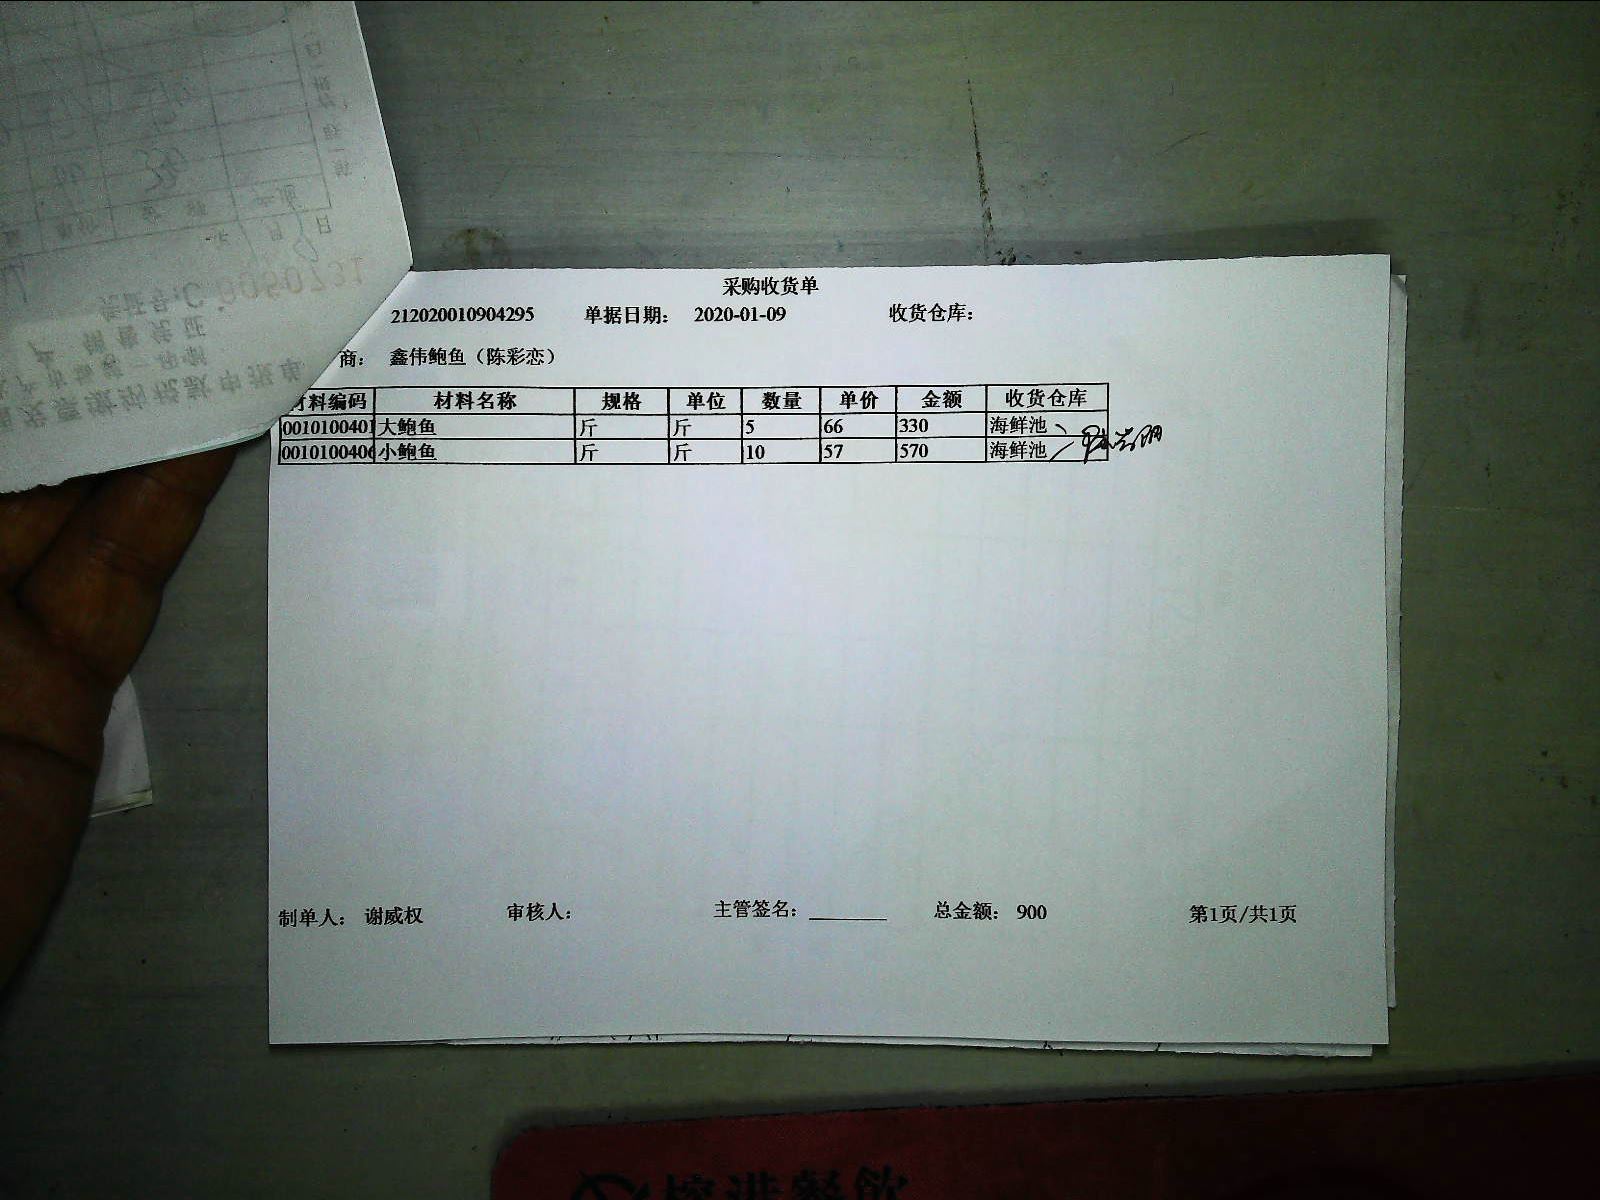 采购收货单
212020010904295 单据日期: 2020-01-09 收货仓库:
商: 鑫伟鲍鱼（陈彩恋）
材料编码 材料名称 规格 单位 数量 单价 金额 收货仓库
0010100401 大鲍鱼 斤 斤 5 66 330 海鲜池
0010100406 小鲍鱼 斤 斤 10 57 570 海鲜池
制单人: 谢威权 审核人: 主管签名: 总金额: 900 第1页/共1页